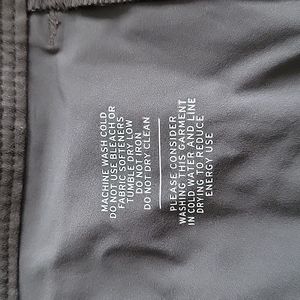 MACHINE WASH COLD
DO NOT USE BLEACH OR
FABRIC SOFTENERS
TUMBLE DRY LOW
DO NOT IRON
DO NOT DRY CLEAN
PLEASE CONSIDER
WASHING THIS GARMENT
IN COLD WATER AND LINE
DRYING TO REDUCE
ENERGY USE